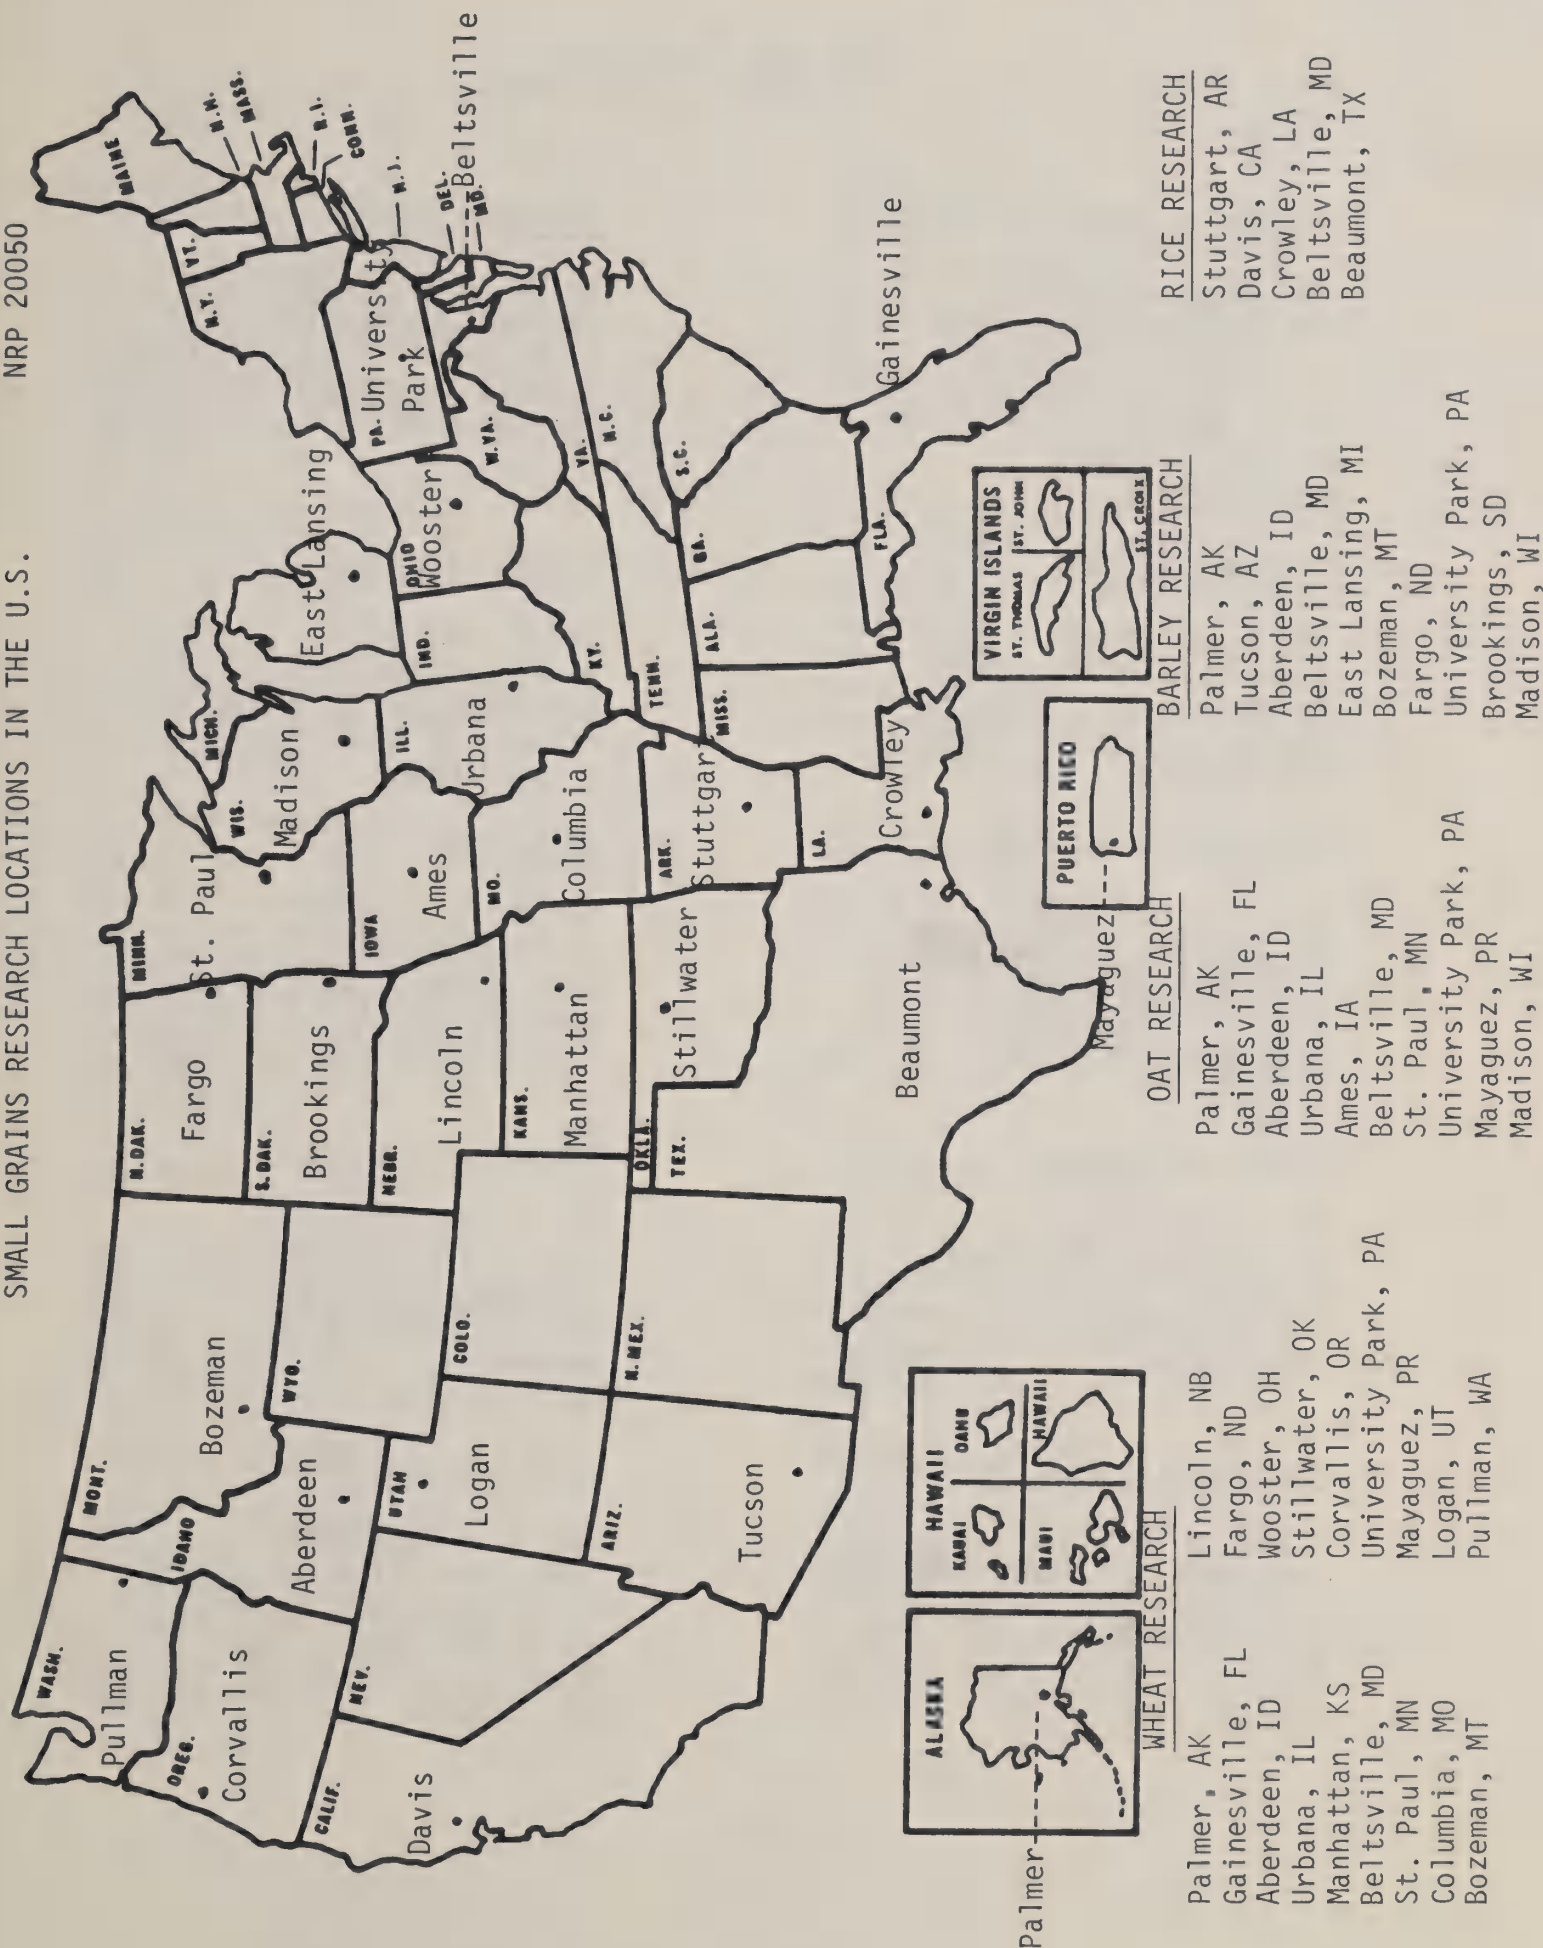 SMALL GRAINS RESEARCH LOCATIONS IN THE U.S.
NRP 20050
WASH.
Pullman
OREG.
Corvallis
CALIF.
Davis
NEV.
IDAHO
Aberdeen
MONT.
Bozeman
WYO.
UTAH
Logan
COLO.
ARIZ.
Tucson
N. MEX.
N. DAK.
Fargo
S. DAK.
Brookings
NEBR.
Lincoln
KANS.
Manhattan
OKLA.
Stillwater
TEX.
Beaumont
MINN.
St. Paul
IOWA
Ames
MO.
Columbia
ARK.
Stuttgart
LA.
Crowley
WIS.
Madison
MICH.
East Lansing
ILL.
Urbana
IND.
OHIO
Wooster
KY.
TENN.
MISS.
ALA.
GA.
FLA.
Gainesville
S.C.
N.C.
VA.
W.VA.
PA.
University
Park
N.Y.
VT.
MAINE
N.H.
MASS.
R.I.
CONN.
N.J.
DEL.
MD.
Beltsville
ALASKA
Palmer
HAWAII
KAUAI
OAHU
MAUI
HAWAII
PUERTO RICO
Mayaguez
VIRGIN ISLANDS
ST. THOMAS
ST. JOHN
ST. CROIX
WHEAT RESEARCH
Palmer, AK
Gainesville, FL
Aberdeen, ID
Urbana, IL
Manhattan, KS
Beltsville, MD
St. Paul, MN
Columbia, MO
Bozeman, MT
Lincoln, NB
Fargo, ND
Wooster, OH
Stillwater, OK
Corvallis, OR
University Park, PA
Mayaguez, PR
Logan, UT
Pullman, WA
OAT RESEARCH
Palmer, AK
Gainesville, FL
Aberdeen, ID
Urbana, IL
Ames, IA
Beltsville, MD
St. Paul, MN
University Park, PA
Mayaguez, PR
Madison, WI
BARLEY RESEARCH
Palmer, AK
Tucson, AZ
Aberdeen, ID
Beltsville, MD
East Lansing, MI
Bozeman, MT
Fargo, ND
University Park, PA
Brookings, SD
Madison, WI
RICE RESEARCH
Stuttgart, AR
Davis, CA
Crowley, LA
Beltsville, MD
Beaumont, TX